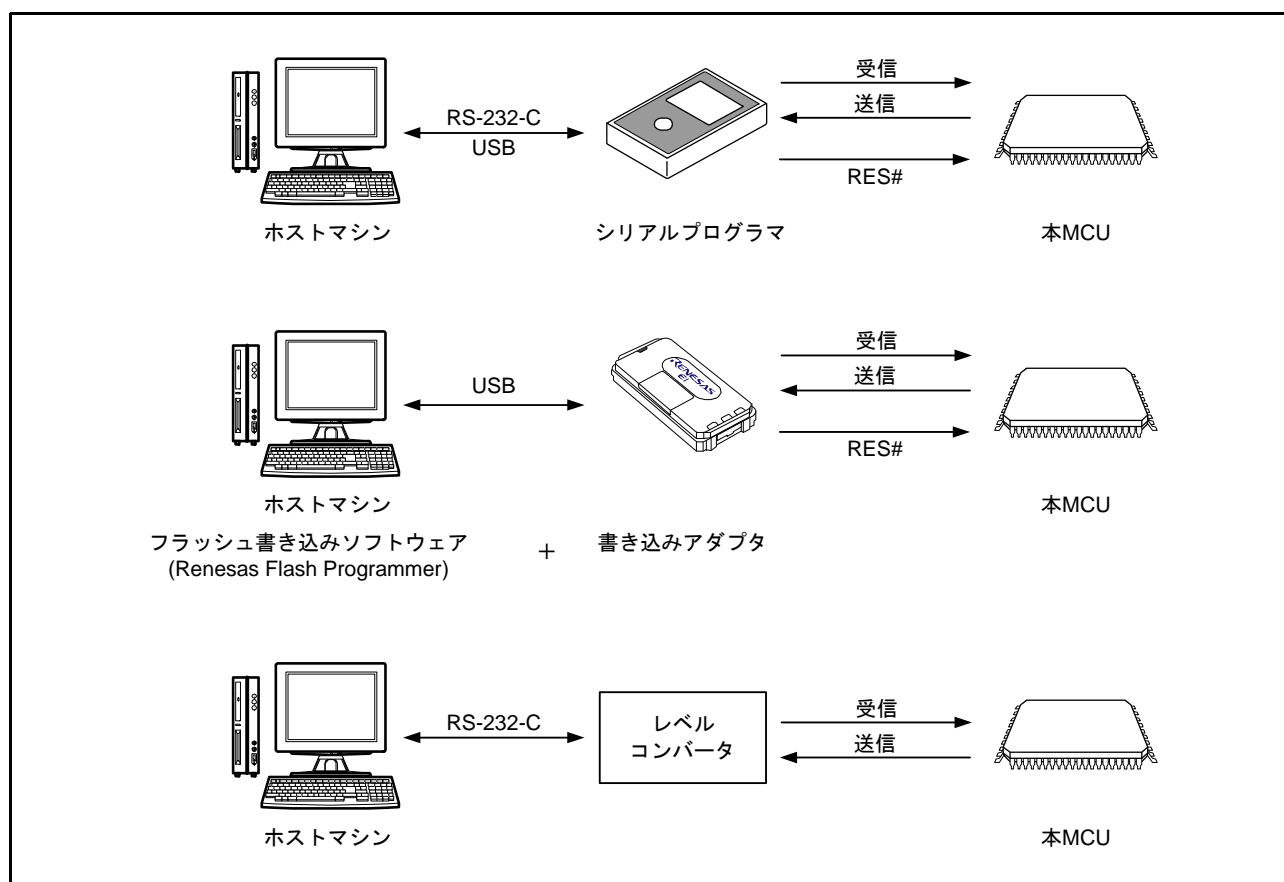 受信
RS-232-C
送信
USB
RES#
ホストマシン
シリアルプログラマ
本MCU
受信
USB
送信
RENESAS
E1
RES#
ホストマシン
本MCU
フラッシュ書き込みソフトウェア
+
書き込みアダプタ
(Renesas Flash Programmer)
RS-232-C
レベル
コンバータ
受信
送信
ホストマシン
本MCU